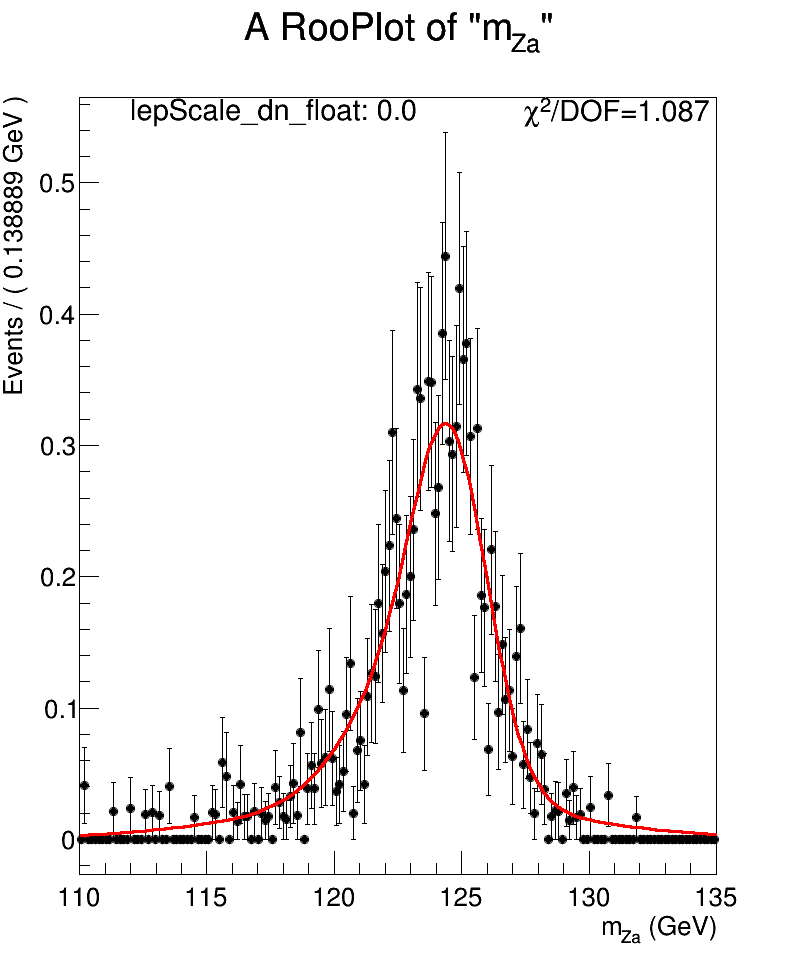 A RooPlot of "m_Za"
lepScale_dn_float: 0.0 χ²/DOF=1.087
Events / ( 0.138889 GeV )
0.5
0.4
0.3
0.2
0.1
0
110 115 120 125 130 135
m_Za (GeV)